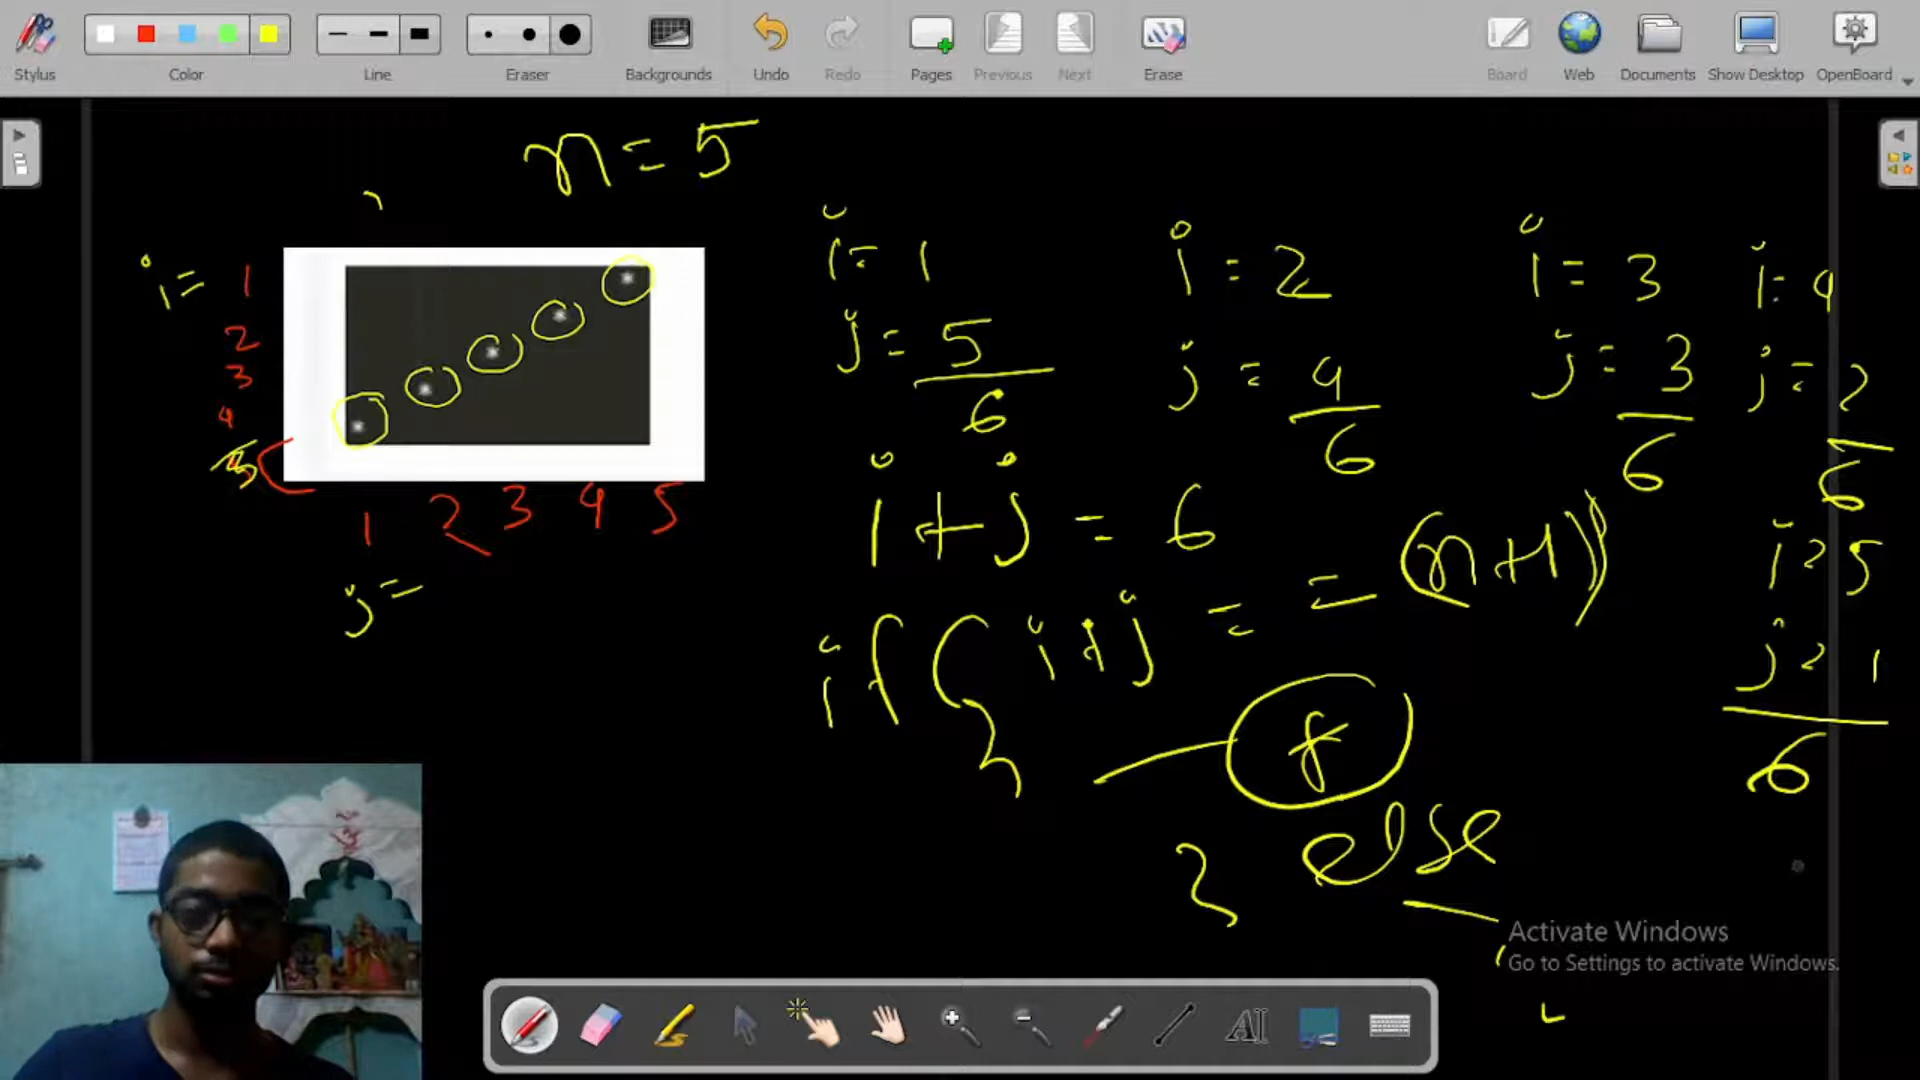 Stylus
Color
Line
Eraser
Backgrounds
Undo
Redo
Pages
Previous
Next
Erase
Board
Web
Documents
Show Desktop
OpenBoard
n = 5
i =
1
2
3
4
5
1 2 3 4 5
j =
i = 1
j = 5
6
i = 2
j = 4
6
i = 3
j = 3
6
i = 4
j = 2
6
i = 5
j = 1
6
i + j = 6
if ( i + j = = (n+1))
{
} else
Activate Windows
Go to Settings to activate Windows.
AI